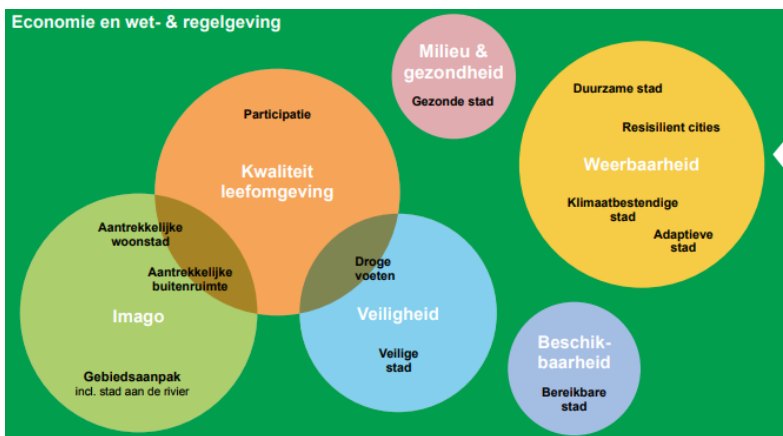 Economie en wet- & regelgeving
Milieu &
gezondheid
Gezonde stad
Participatie
Kwaliteit
leefomgeving
Duurzame stad
Resisilient cities
Weerbaarheid
Klimaatbestendige
stad
Adaptieve
stad
Aantrekkelijke
woonstad
Aantrekkelijke
buitenruimte
Imago
Gebiedsaanpak
incl. stad aan de rivier
Droge
voeten
Veiligheid
Veilige
stad
Beschik-
baarheid
Bereikbare
stad